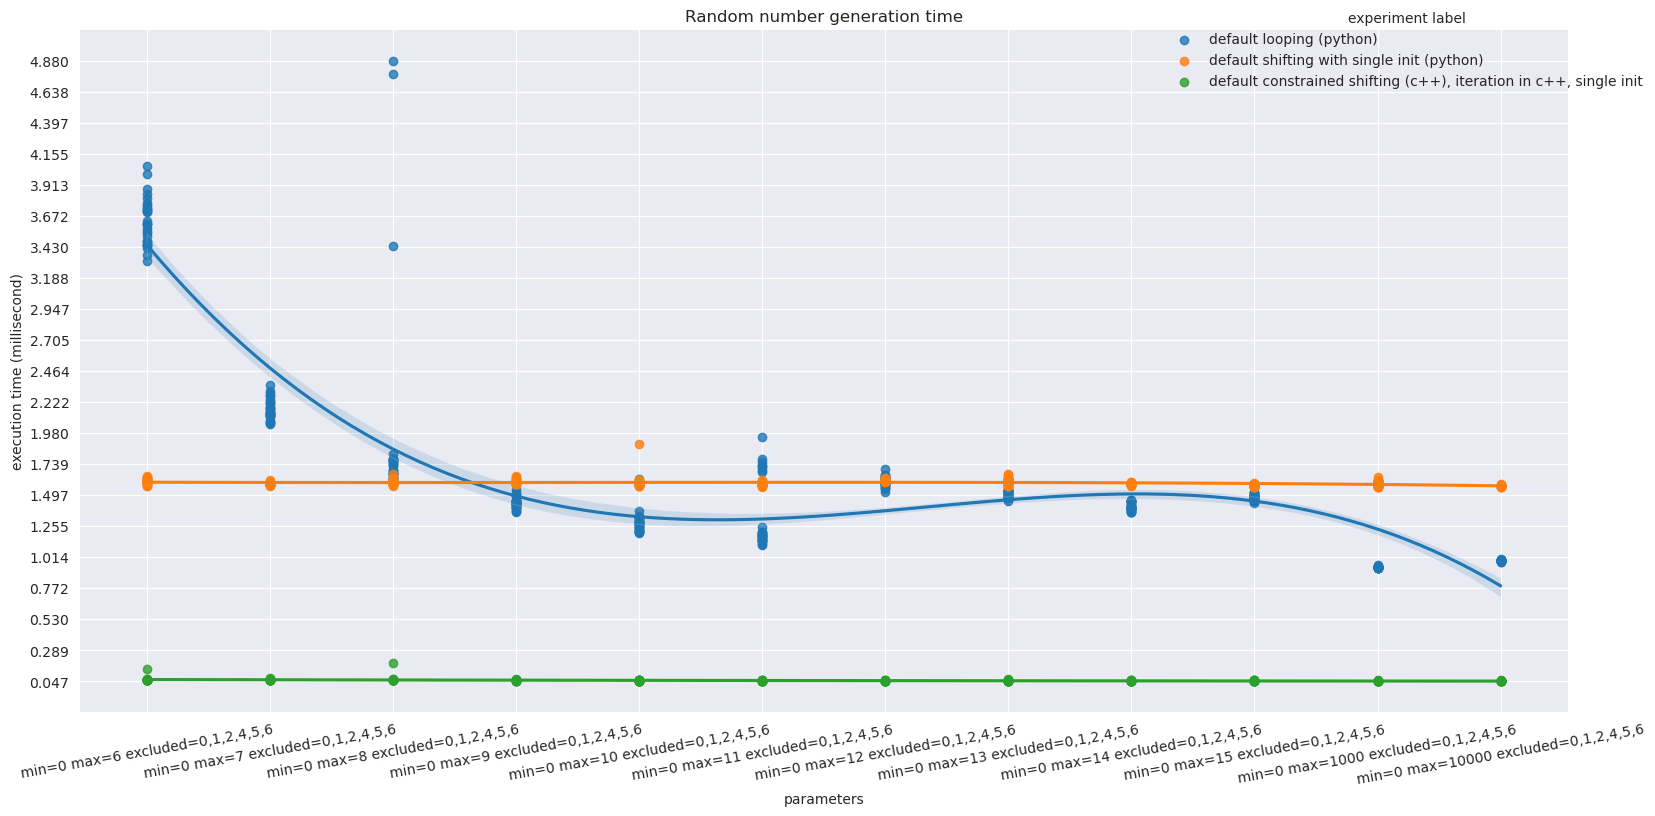 Random number generation time
experiment label
default looping (python)
default shifting with single init (python)
default constrained shifting (c++), iteration in c++, single init
execution time (millisecond)
4.880
4.638
4.397
4.155
3.913
3.672
3.430
3.188
2.947
2.705
2.464
2.222
1.980
1.739
1.497
1.255
1.014
0.772
0.530
0.289
0.047
min=0 max=6 excluded=0,1,2,4,5,6
min=0 max=7 excluded=0,1,2,4,5,6
min=0 max=8 excluded=0,1,2,4,5,6
min=0 max=9 excluded=0,1,2,4,5,6
min=0 max=10 excluded=0,1,2,4,5,6
min=0 max=11 excluded=0,1,2,4,5,6
min=0 max=12 excluded=0,1,2,4,5,6
min=0 max=13 excluded=0,1,2,4,5,6
min=0 max=14 excluded=0,1,2,4,5,6
min=0 max=15 excluded=0,1,2,4,5,6
min=0 max=1000 excluded=0,1,2,4,5,6
min=0 max=10000 excluded=0,1,2,4,5,6
parameters